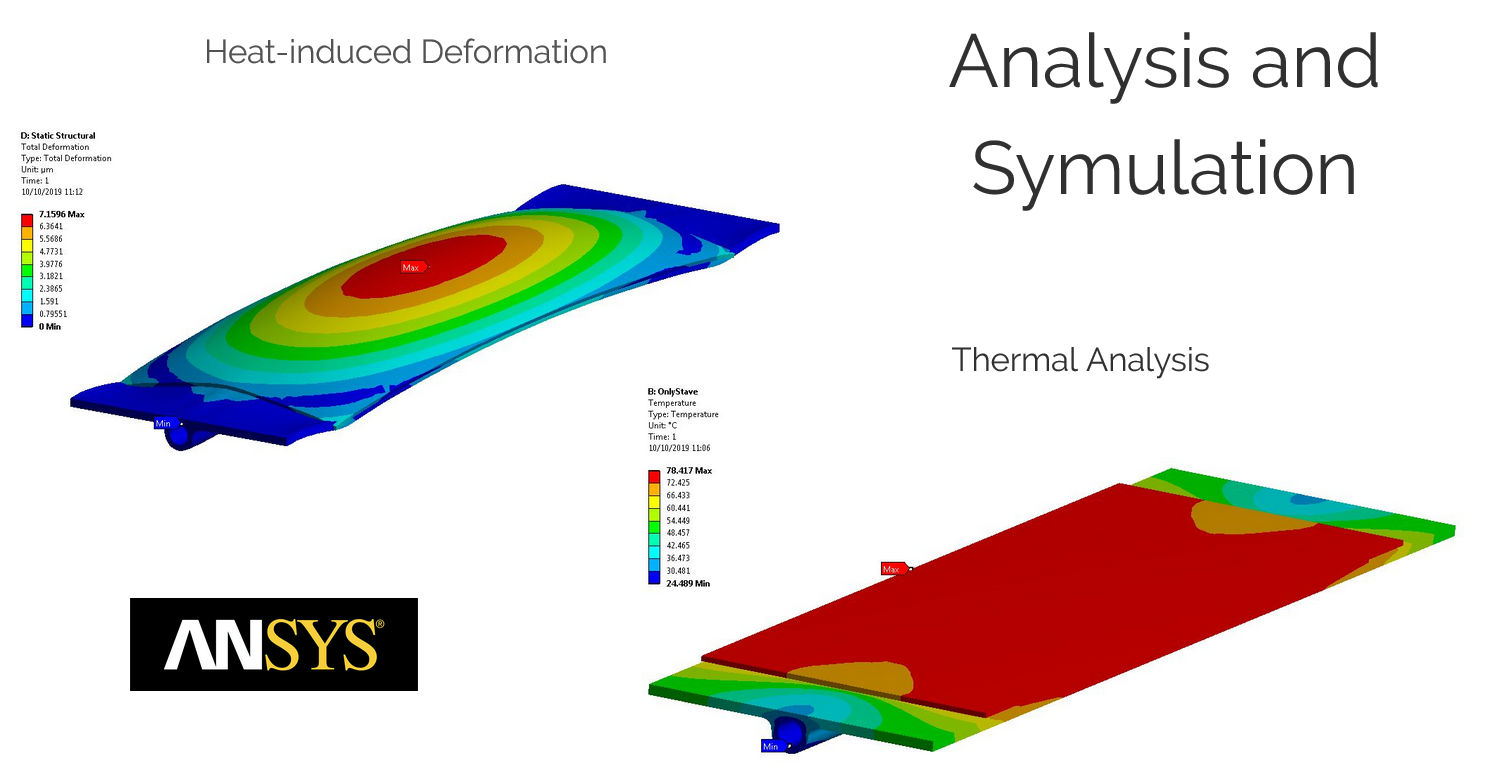 Heat-induced Deformation
Analysis and
Symulation
D: Static Structural
Total Deformation
Type: Total Deformation
Unit: µm
Time: 1
10/10/2019 11:12
7.1596 Max
6.3641
5.5686
4.7731
3.9776
3.1821
2.3865
1.591
0.79551
0 Min
Max
Min
Thermal Analysis
B: OnlyStave
Temperature
Type: Temperature
Unit: °C
Time: 1
10/10/2019 11:06
78.417 Max
72.425
66.433
60.441
54.449
48.457
42.465
36.473
30.481
24.489 Min
Max
Min
ANSYS®